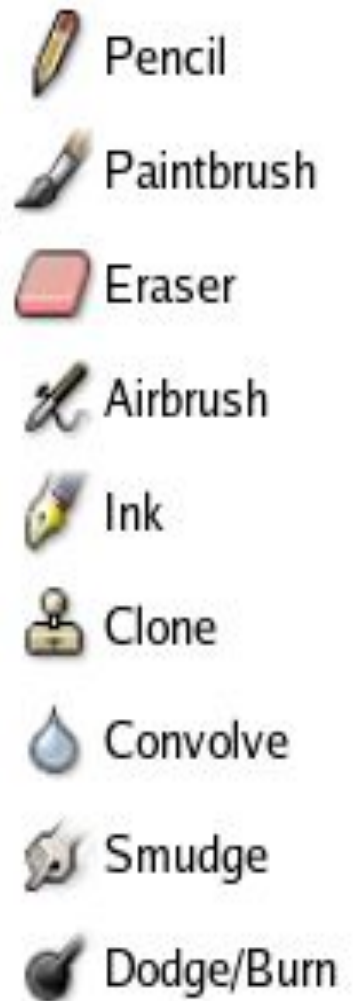 Pencil
Paintbrush
Eraser
Airbrush
Ink
Clone
Convolve
Smudge
Dodge/Burn